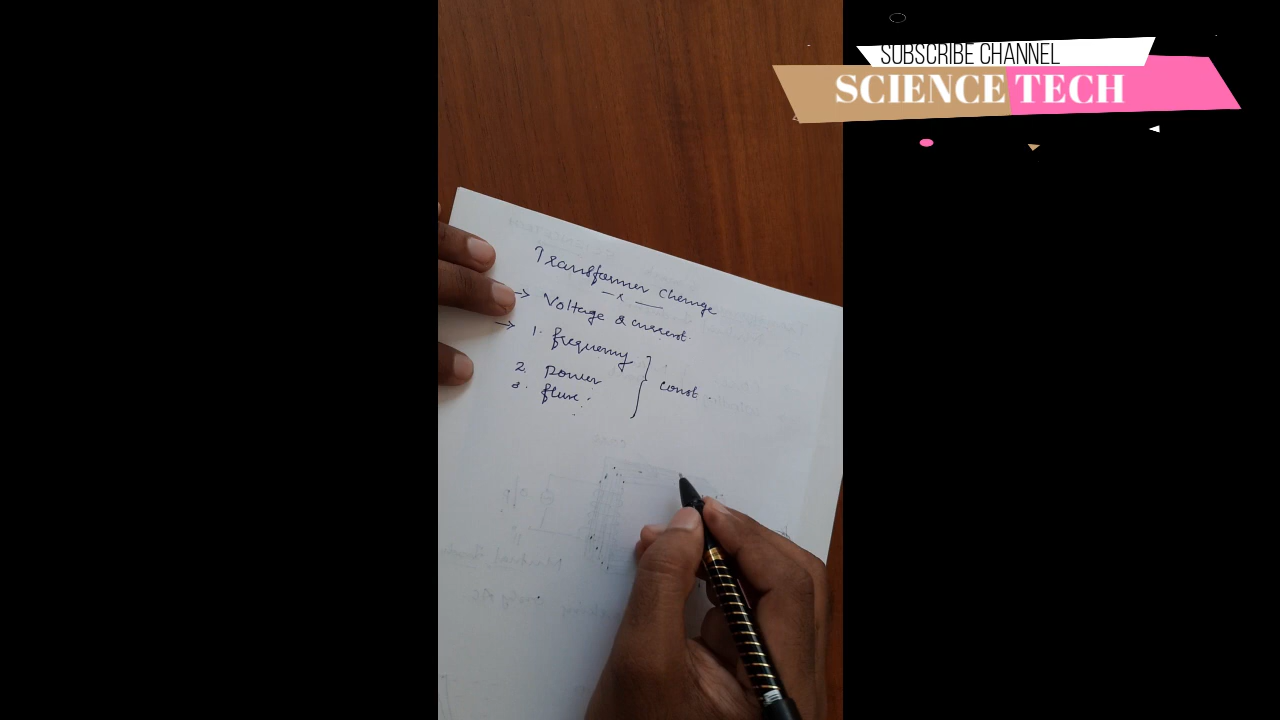 SUBSCRIBE CHANNEL
SCIENCE TECH
Transformer change
x
→ Voltage & current.
→ 1. frequency
2. power
3. flux.
} const.